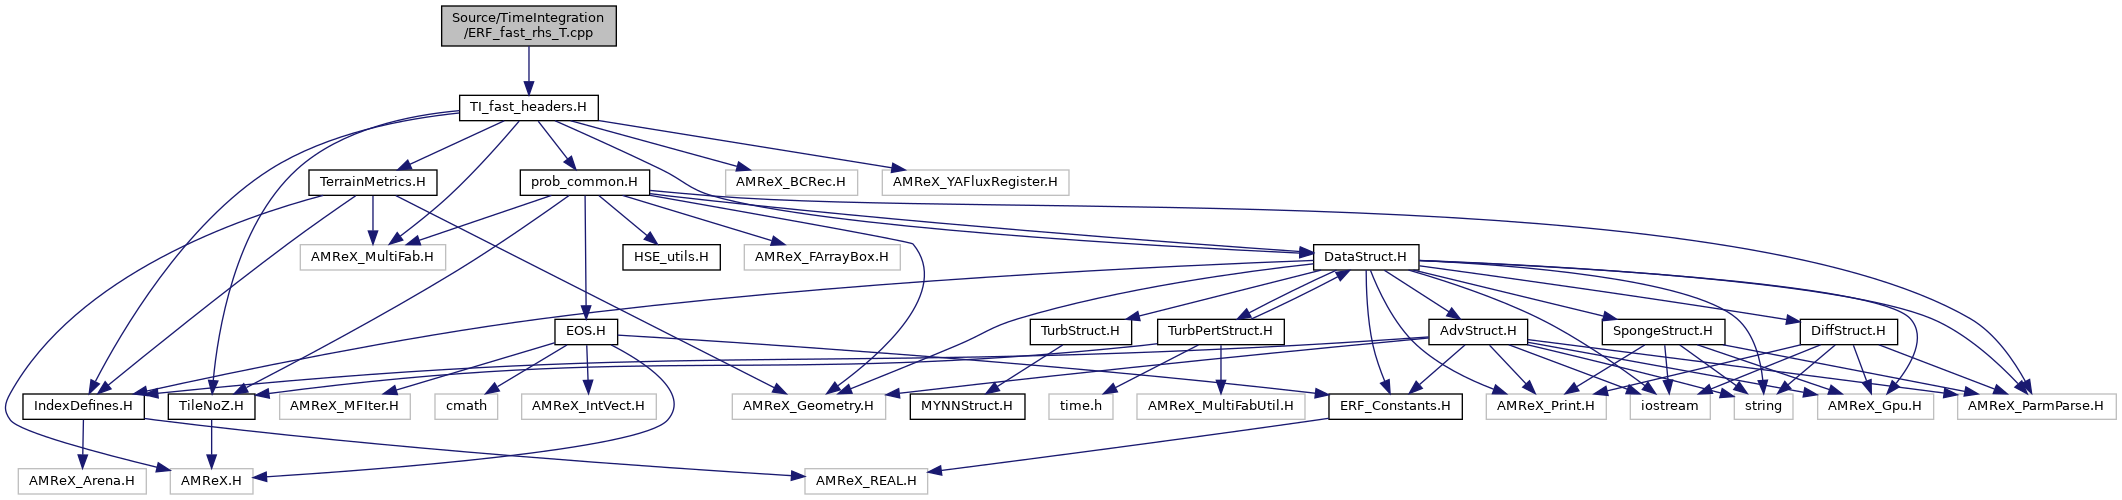 Source/TimeIntegration
/ERF_fast_rhs_T.cpp
TI_fast_headers.H
TerrainMetrics.H
prob_common.H
AMReX_BCRec.H
AMReX_YAFluxRegister.H
AMReX_MultiFab.H
HSE_utils.H
AMReX_FArrayBox.H
DataStruct.H
EOS.H
TurbStruct.H
TurbPertStruct.H
AdvStruct.H
SpongeStruct.H
DiffStruct.H
IndexDefines.H
TileNoZ.H
AMReX_MFIter.H
cmath
AMReX_IntVect.H
AMReX_Geometry.H
MYNNStruct.H
time.h
AMReX_MultiFabUtil.H
ERF_Constants.H
AMReX_Print.H
iostream
string
AMReX_Gpu.H
AMReX_ParmParse.H
AMReX_Arena.H
AMReX.H
AMReX_REAL.H